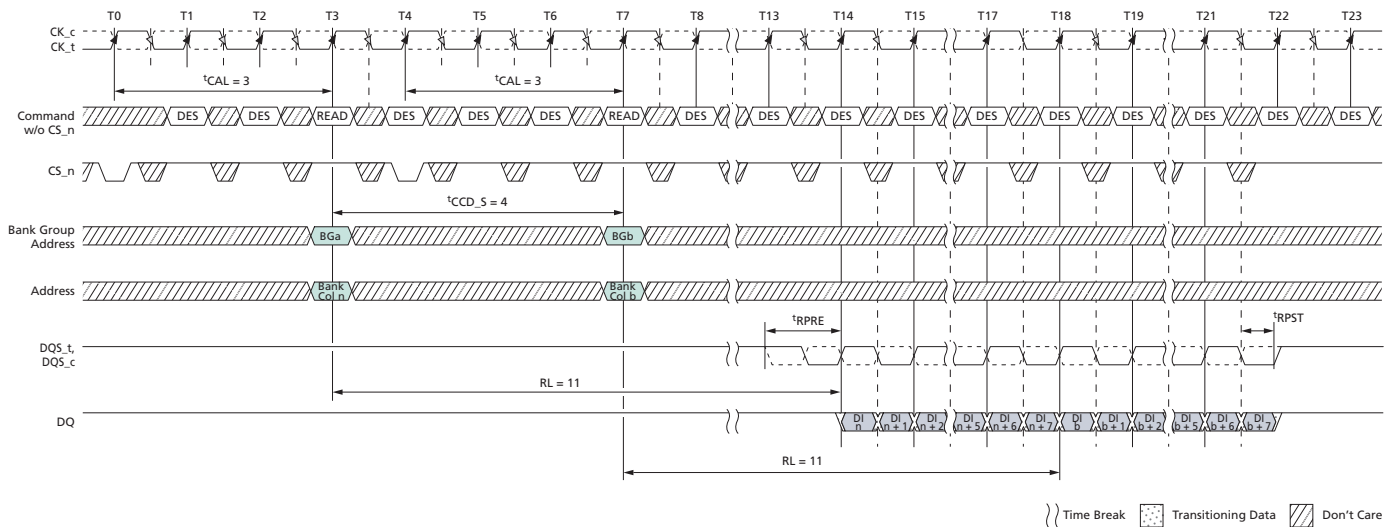 T0 T1 T2 T3 T4 T5 T6 T7 T8 T13 T14 T15 T17 T18 T19 T21 T22 T23
CK_c
CK_t
tCAL = 3 tCAL = 3
Command w/o CS_n DES DES READ DES DES DES READ DES DES DES DES DES DES DES DES DES DES
CS_n
tCCD_S = 4
Bank Group Address BGa BGb
Address Bank Col n Bank Col b
tRPRE tRPST
DQS_t, DQS_c
RL = 11
DQ DI n DI n + 1 DI n + 2 DI n + 5 DI n + 6 DI n + 7 DI b DI b + 1 DI b + 2 DI b + 5 DI b + 6 DI b + 7
RL = 11
Time Break Transitioning Data Don't Care